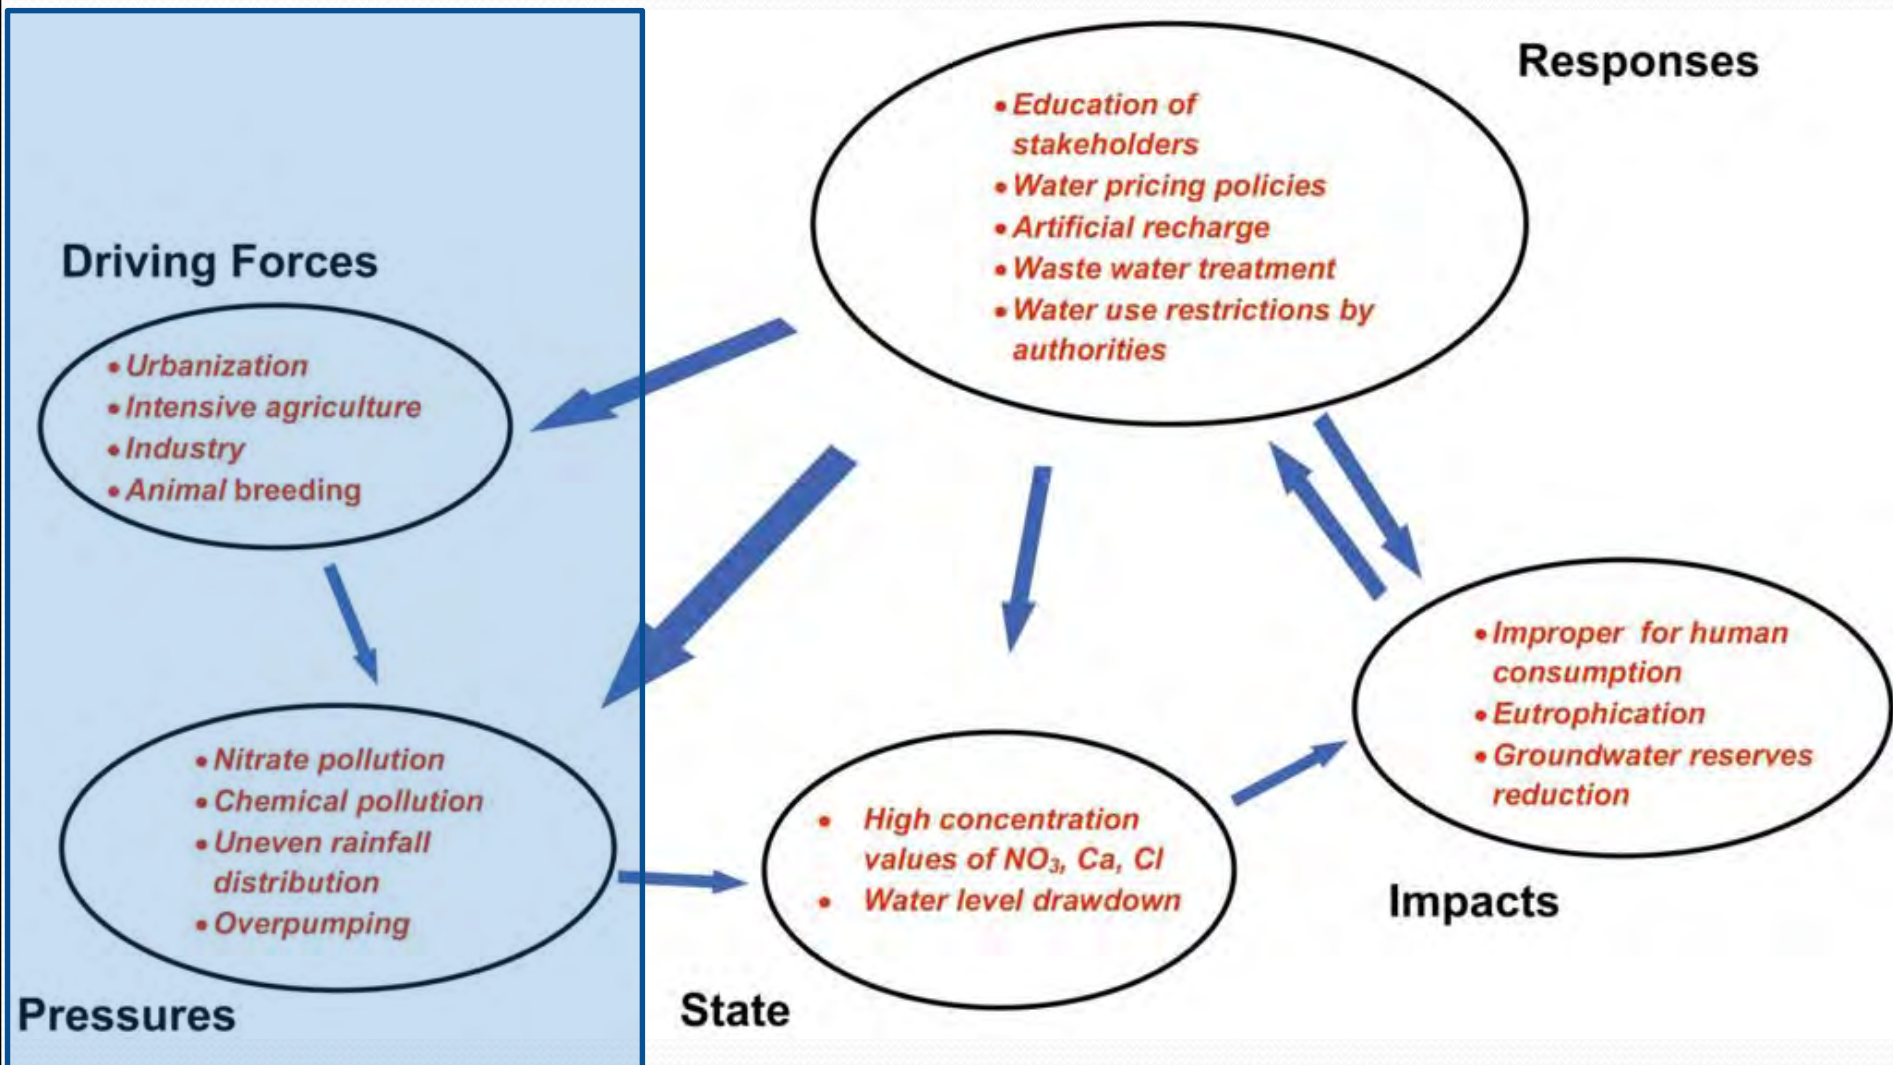 Responses
• Education of
stakeholders
• Water pricing policies
• Artificial recharge
• Waste water treatment
• Water use restrictions by
authorities
Driving Forces
• Urbanization
• Intensive agriculture
• Industry
• Animal breeding
• Nitrate pollution
• Chemical pollution
• Uneven rainfall
distribution
• Overpumping
Pressures
• High concentration
values of NO₃, Ca, Cl
• Water level drawdown
State
• Improper for human
consumption
• Eutrophication
• Groundwater reserves
reduction
Impacts